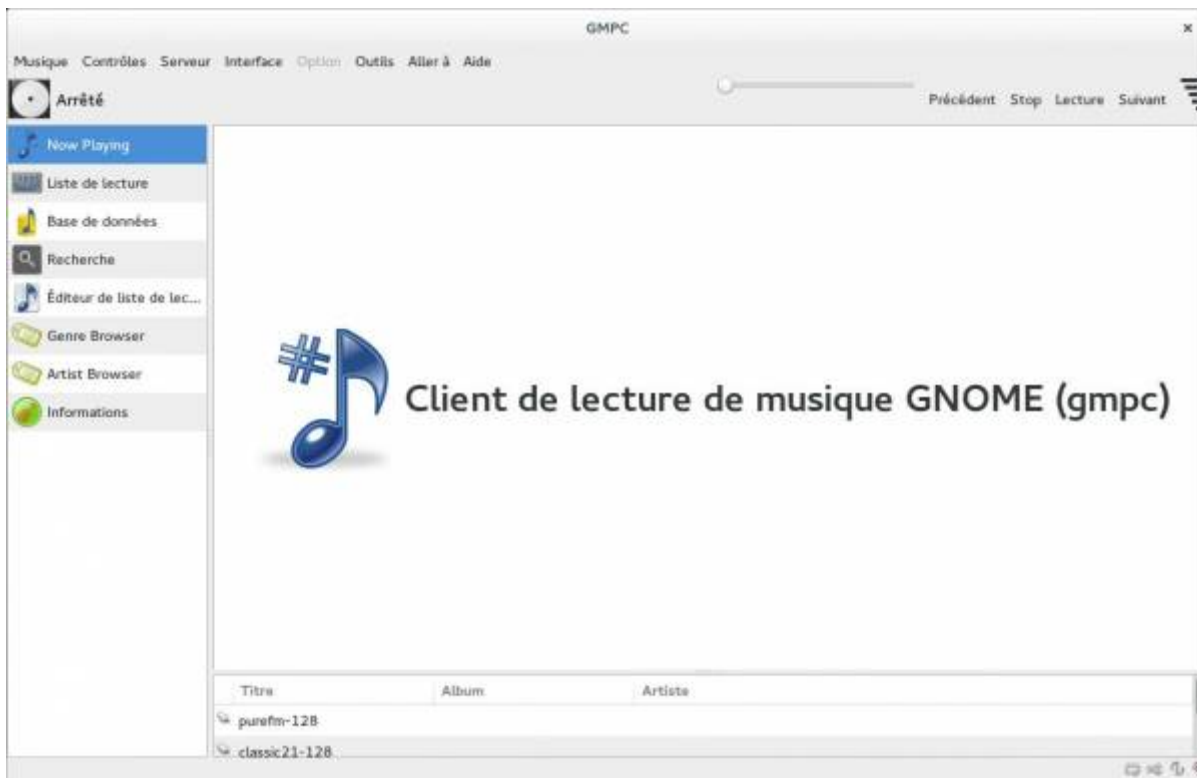 GMPC
Musique Contrôles Serveur Interface Option Outils Aller à Aide
Arrêté
Précédent Stop Lecture Suivant
Now Playing
Liste de lecture
Base de données
Recherche
Éditeur de liste de lec...
Genre Browser
Artist Browser
Informations
Client de lecture de musique GNOME (gmpc)
Titre Album Artiste
purefm-128
classic21-128